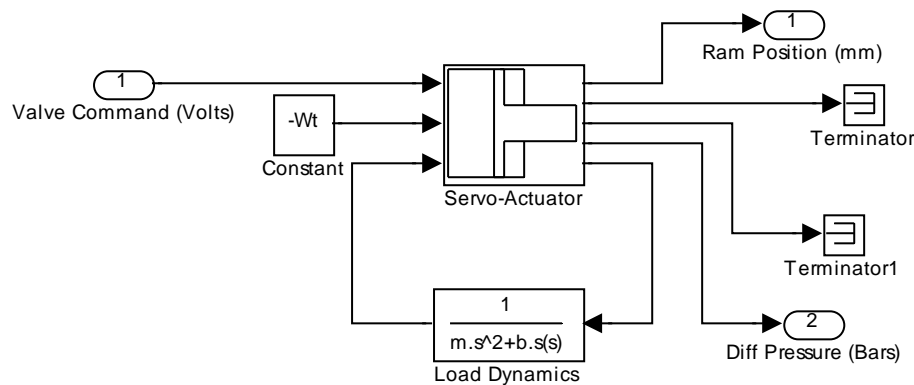 1
Ram Position (mm)
1
Valve Command (Volts)
-Wt
Constant
Servo-Actuator
Terminator
Terminator1
1
m.s^2+b.s(s)
Load Dynamics
2
Diff Pressure (Bars)